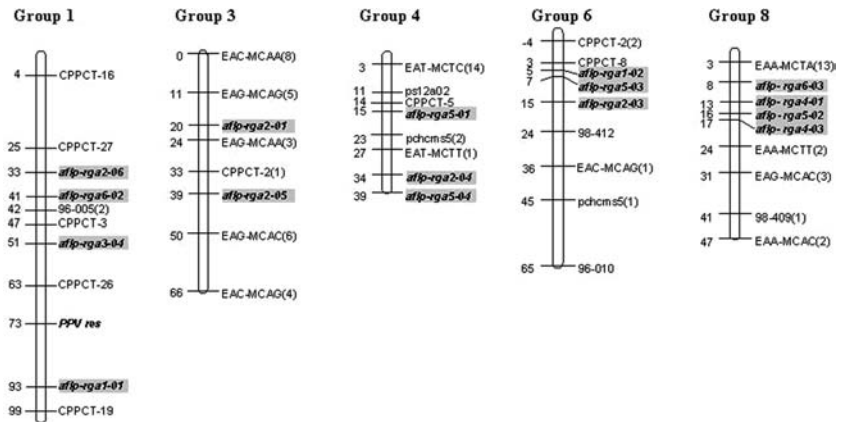 Group 1
4 CPPCT-16
25 CPPCT-27
33 aflp-rga2-06
41 aflp-rga6-02
42 96-005(2)
47 CPPCT-3
51 aflp-rga3-04
63 CPPCT-26
73 PPV res
93 aflp-rga1-01
99 CPPCT-19
Group 3
0 EAC-MCAA(8)
11 EAG-MCAG(5)
20 aflp-rga2-01
24 EAG-MCAA(3)
33 CPPCT-2(1)
39 aflp-rga2-05
50 EAG-MCAC(6)
66 EAC-MCAG(4)
Group 4
3 EAT-MCTC(14)
11 ps12a02
14 CPPCT-5
15 aflp-rga5-01
23 pchcms5(2)
27 EAT-MCTT(1)
34 aflp-rga2-04
39 aflp-rga5-04
Group 6
-4 CPPCT-2(2)
3 CPPCT-8
5 aflp-rga1-02
7 aflp-rga5-03
15 aflp-rga2-03
24 98-412
36 EAC-MCAG(1)
45 pchcms5(1)
65 96-010
Group 8
3 EAA-MCTA(13)
8 aflp-rga6-03
13 aflp-rga4-01
16 aflp-rga5-02
17 aflp-rga4-03
24 EAA-MCTT(2)
31 EAG-MCAC(3)
41 98-409(1)
47 EAA-MCAC(2)